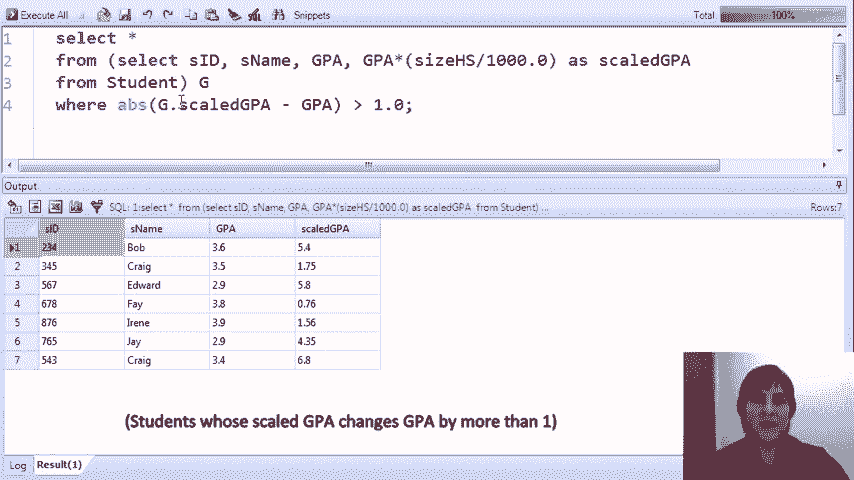 Execute All Snippets Total 100%
1 select *
2 from (select sID, sName, GPA, GPA*(sizeHS/1000.0) as scaledGPA
3 from Student) G
4 where abs(G.scaledGPA - GPA) > 1.0;
Output
SQL: 1:select * from (select sID, sName, GPA, GPA*(sizeHS/1000.0) as scaledGPA from Student) ... Rows:7
sID sName GPA scaledGPA
1 234 Bob 3.6 5.4
2 345 Craig 3.5 1.75
3 567 Edward 2.9 5.8
4 678 Fay 3.8 0.76
5 876 Irene 3.9 1.56
6 765 Jay 2.9 4.35
7 543 Craig 3.4 6.8
(Students whose scaled GPA changes GPA by more than 1)
Log Result(1)